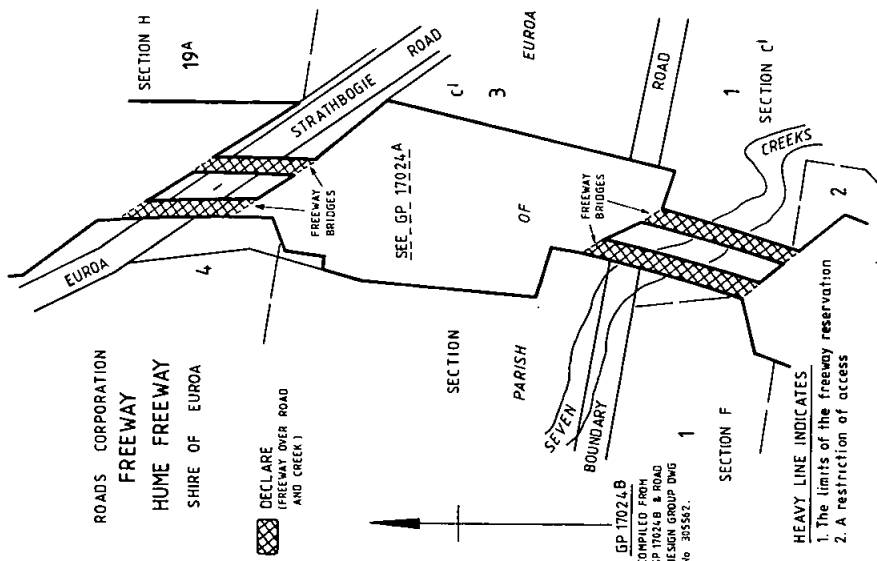 ROADS CORPORATION
FREEWAY
HUME FREEWAY
SHIRE OF EUROA
DECLARE
(FREEWAY OVER ROAD
AND CREEK)
SECTION H
19A
EUROA
STRATHBOGIE ROAD
4
FREEWAY
BRIDGES
SEE GP 17024A
C'
3
SECTION
OF
EUROA
PARISH
FREEWAY
BRIDGES
SEVEN
CREEKS
BOUNDARY
ROAD
1
SECTION C'
1
2
SECTION F
GP 17024B
COMPILED FROM
GP 17024B & ROAD
DESIGN GROUP DWG
No 305562.
HEAVY LINE INDICATES
1. The limits of the freeway reservation
2. A restriction of access